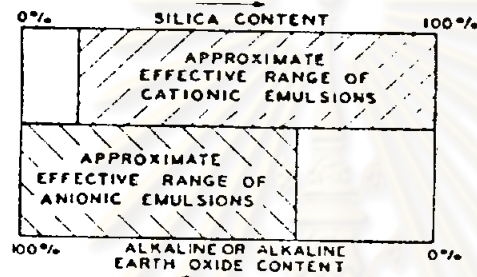 0% SILICA CONTENT 100%
APPROXIMATE
EFFECTIVE RANGE OF
CATIONIC EMULSIONS
APPROXIMATE
EFFECTIVE RANGE OF
ANIONIC EMULSIONS
100% ALKALINE OR ALKALINE 0%
EARTH OXIDE CONTENT